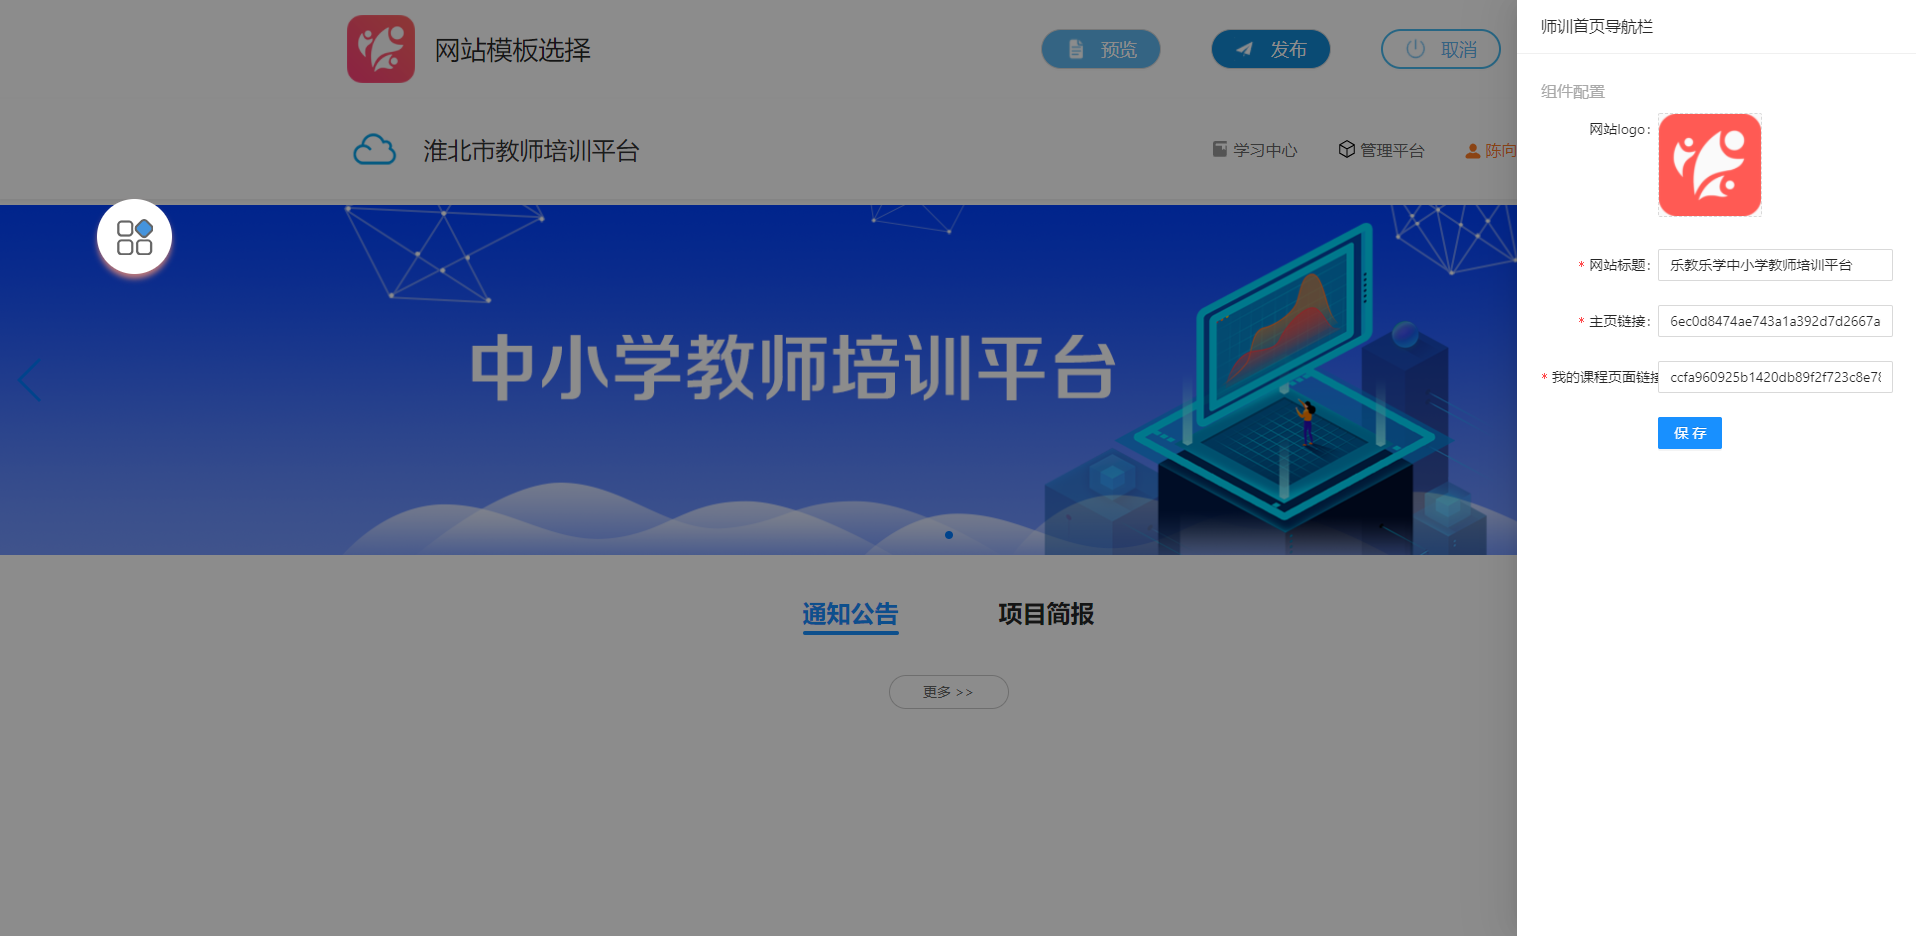 网站模板选择
预览
发布
取消
淮北市教师培训平台
学习中心
管理平台
陈向
中小学教师培训平台
通知公告
项目简报
更多 >>
师训首页导航栏
组件配置
网站logo：
* 网站标题：
乐教乐学中小学教师培训平台
* 主页链接：
6ec0d8474ae743a1a392d7d2667a
* 我的课程页面链接
ccfa960925b1420db89f2f723c8e78
保 存